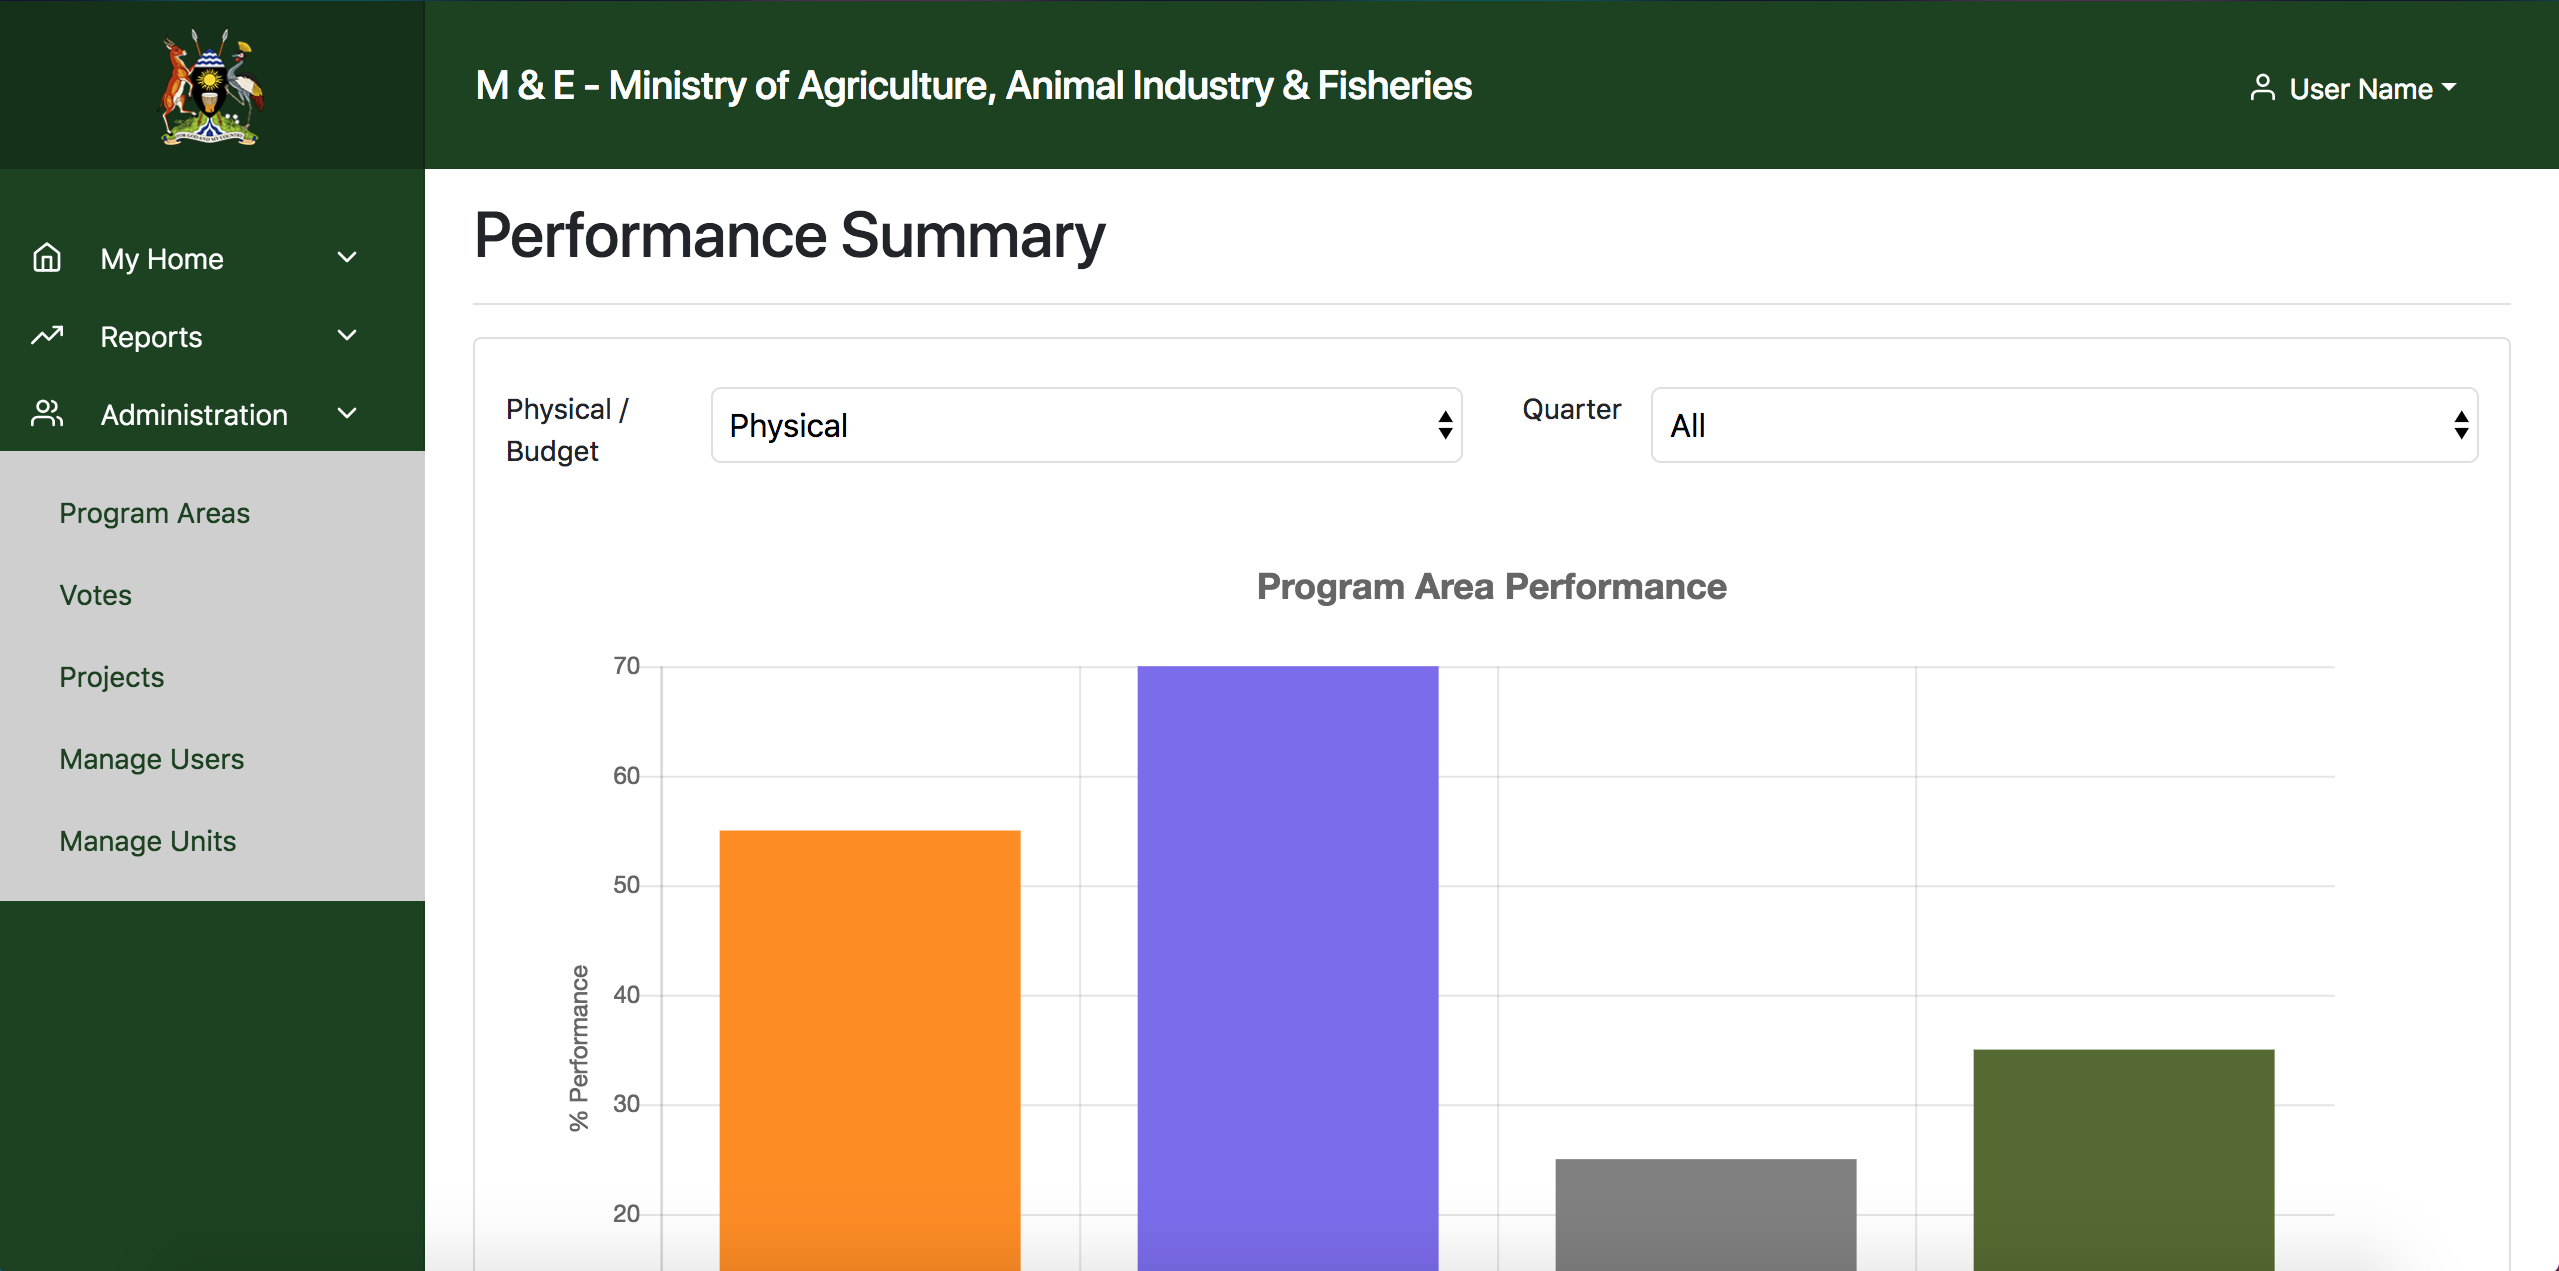 M & E - Ministry of Agriculture, Animal Industry & Fisheries
User Name
My Home
Reports
Administration
Program Areas
Votes
Projects
Manage Users
Manage Units
Performance Summary
Physical /
Budget
Physical
Quarter
All
Program Area Performance
70
60
50
40
30
20
% Performance